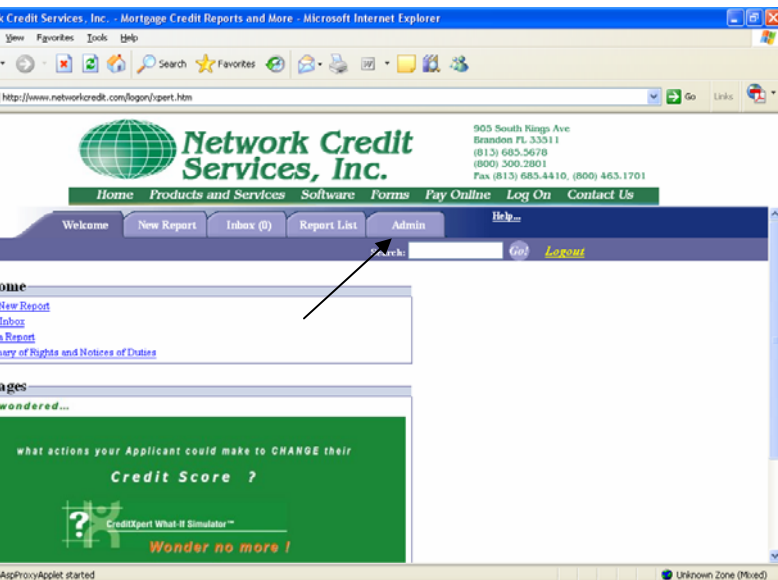 k Credit Services, Inc. - Mortgage Credit Reports and More - Microsoft Internet Explorer
View Favorites Tools Help
Search Favorites
http://www.networkcredit.com/logon/xpert.htm Go Links
Network Credit Services, Inc.
905 South Kings Ave
Brandon FL 33511
(813) 685.5678
(800) 300.2801
Fax (813) 685.4410, (800) 463.1701
Home Products and Services Software Forms Pay Online Log On Contact Us
Welcome New Report Inbox (0) Report List Admin Help...
Search: Go! Logout
ome
New Report
Inbox
a Report
ary of Rights and Notices of Duties
ages
wondered...
what actions your Applicant could make to CHANGE their
Credit Score ?
? CreditXpert What-If Simulator™
Wonder no more !
AspProxyApplet started Unknown Zone (Mixed)